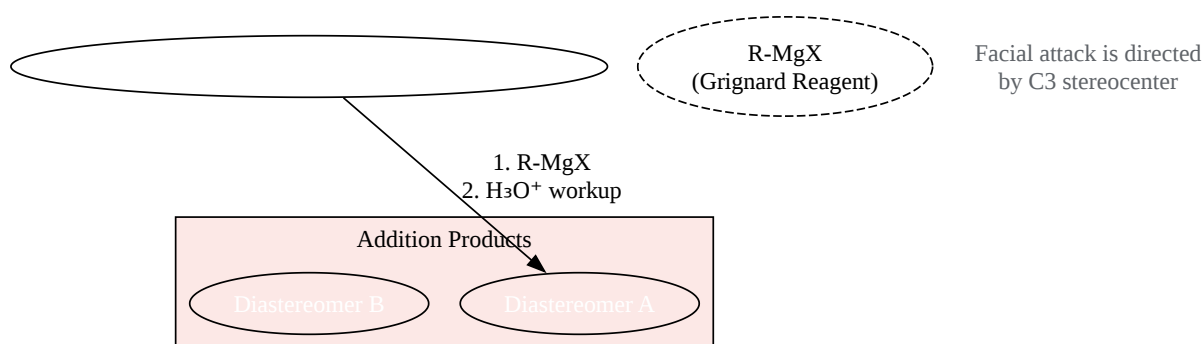 R-MgX
(Grignard Reagent)
Facial attack is directed
by C3 stereocenter
1. R-MgX
2. H₃O⁺ workup
Addition Products
Diastereomer B
Diastereomer A